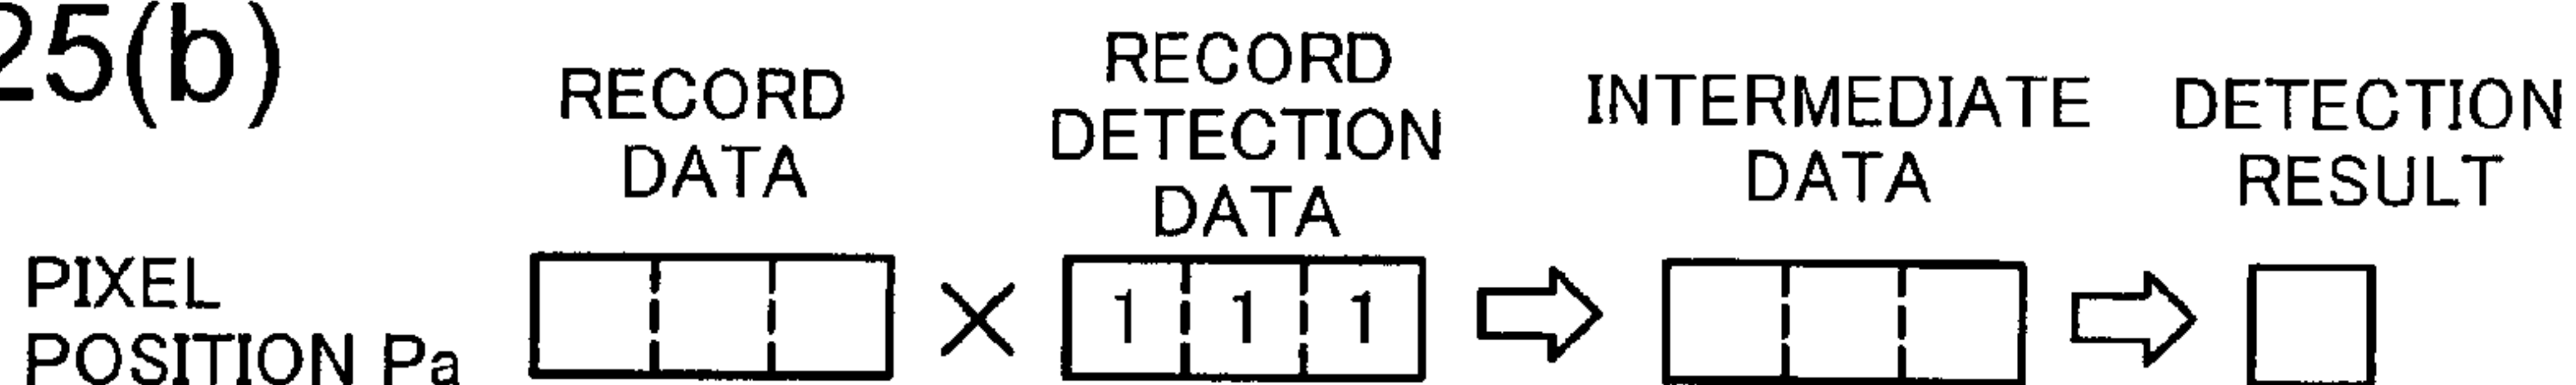 25(b)
RECORD
DATA
RECORD
DETECTION
DATA
INTERMEDIATE
DATA
DETECTION
RESULT
PIXEL
POSITION Pa
× 1 1 1